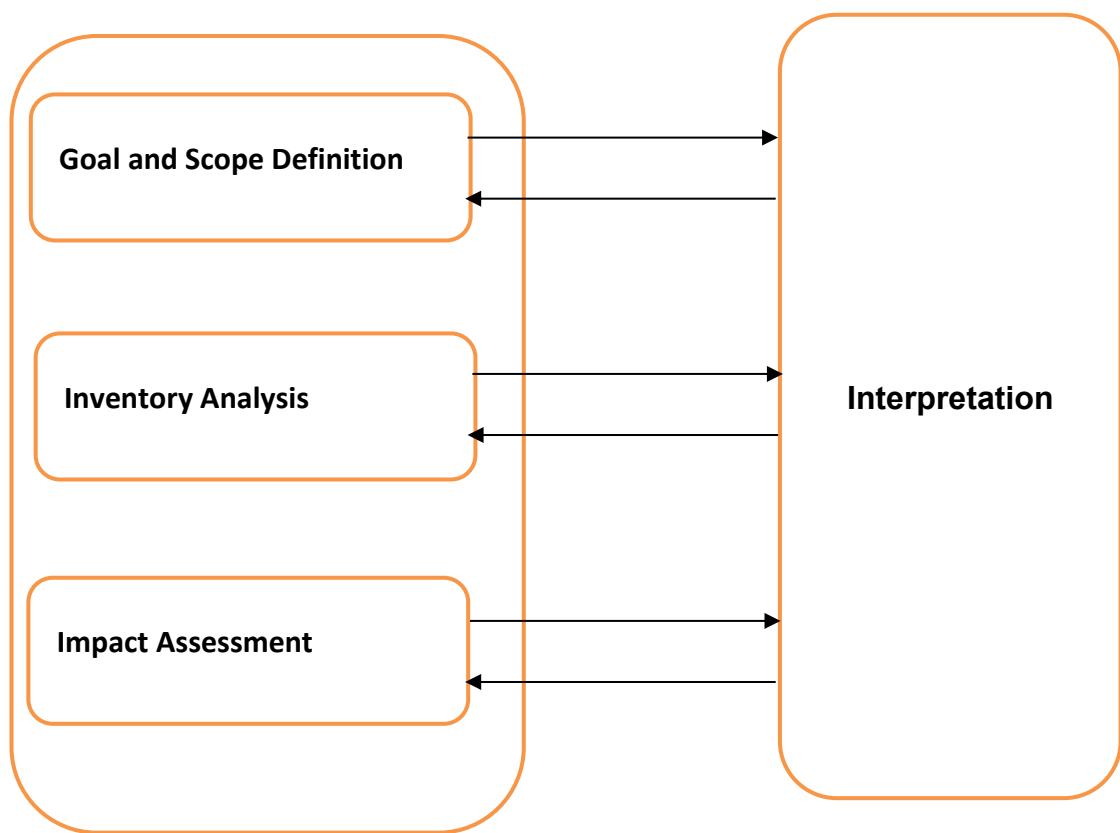 Goal and Scope Definition
Inventory Analysis
Interpretation
Impact Assessment